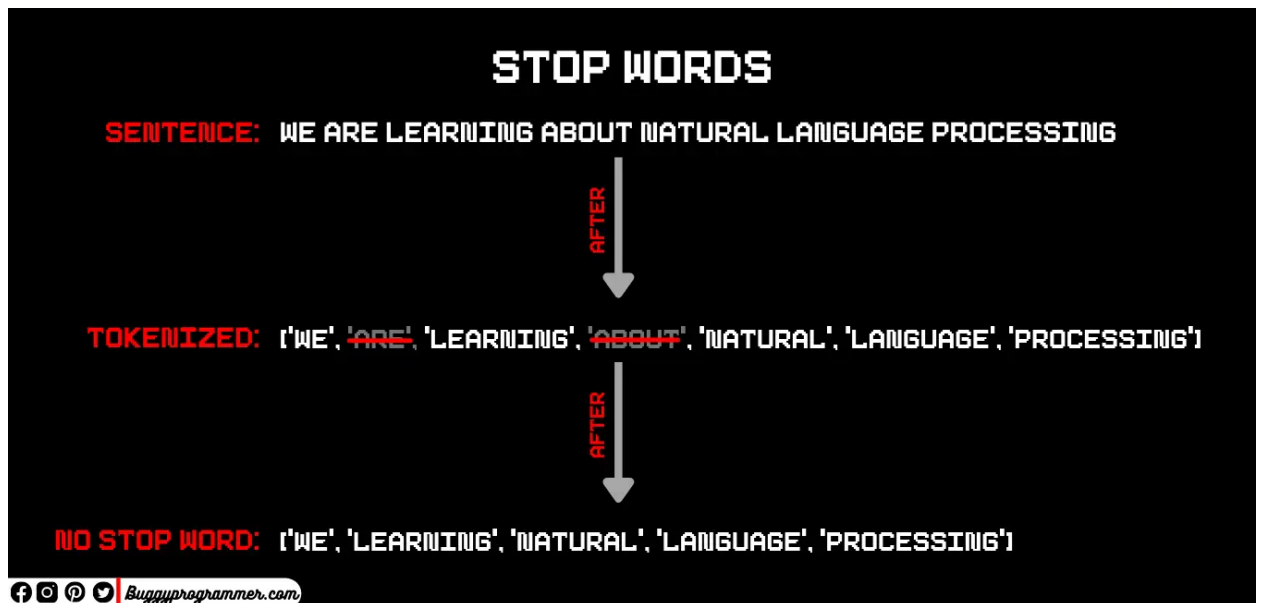 STOP WORDS
SENTENCE: WE ARE LEARNING ABOUT NATURAL LANGUAGE PROCESSING
AFTER
TOKENIZED: ['WE', 'ARE', 'LEARNING', 'ABOUT', 'NATURAL', 'LANGUAGE', 'PROCESSING']
AFTER
NO STOP WORD: ['WE', 'LEARNING', 'NATURAL', 'LANGUAGE', 'PROCESSING']
Buggyprogrammer.com